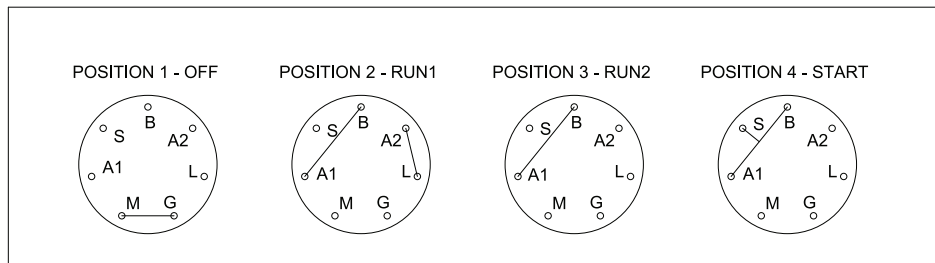 POSITION 1 - OFF
POSITION 2 - RUN1
POSITION 3 - RUN2
POSITION 4 - START
B
S
A2
A1
L
M
G
B
S
A2
A1
L
M
G
B
S
A2
A1
L
M
G
B
S
A2
A1
L
M
G